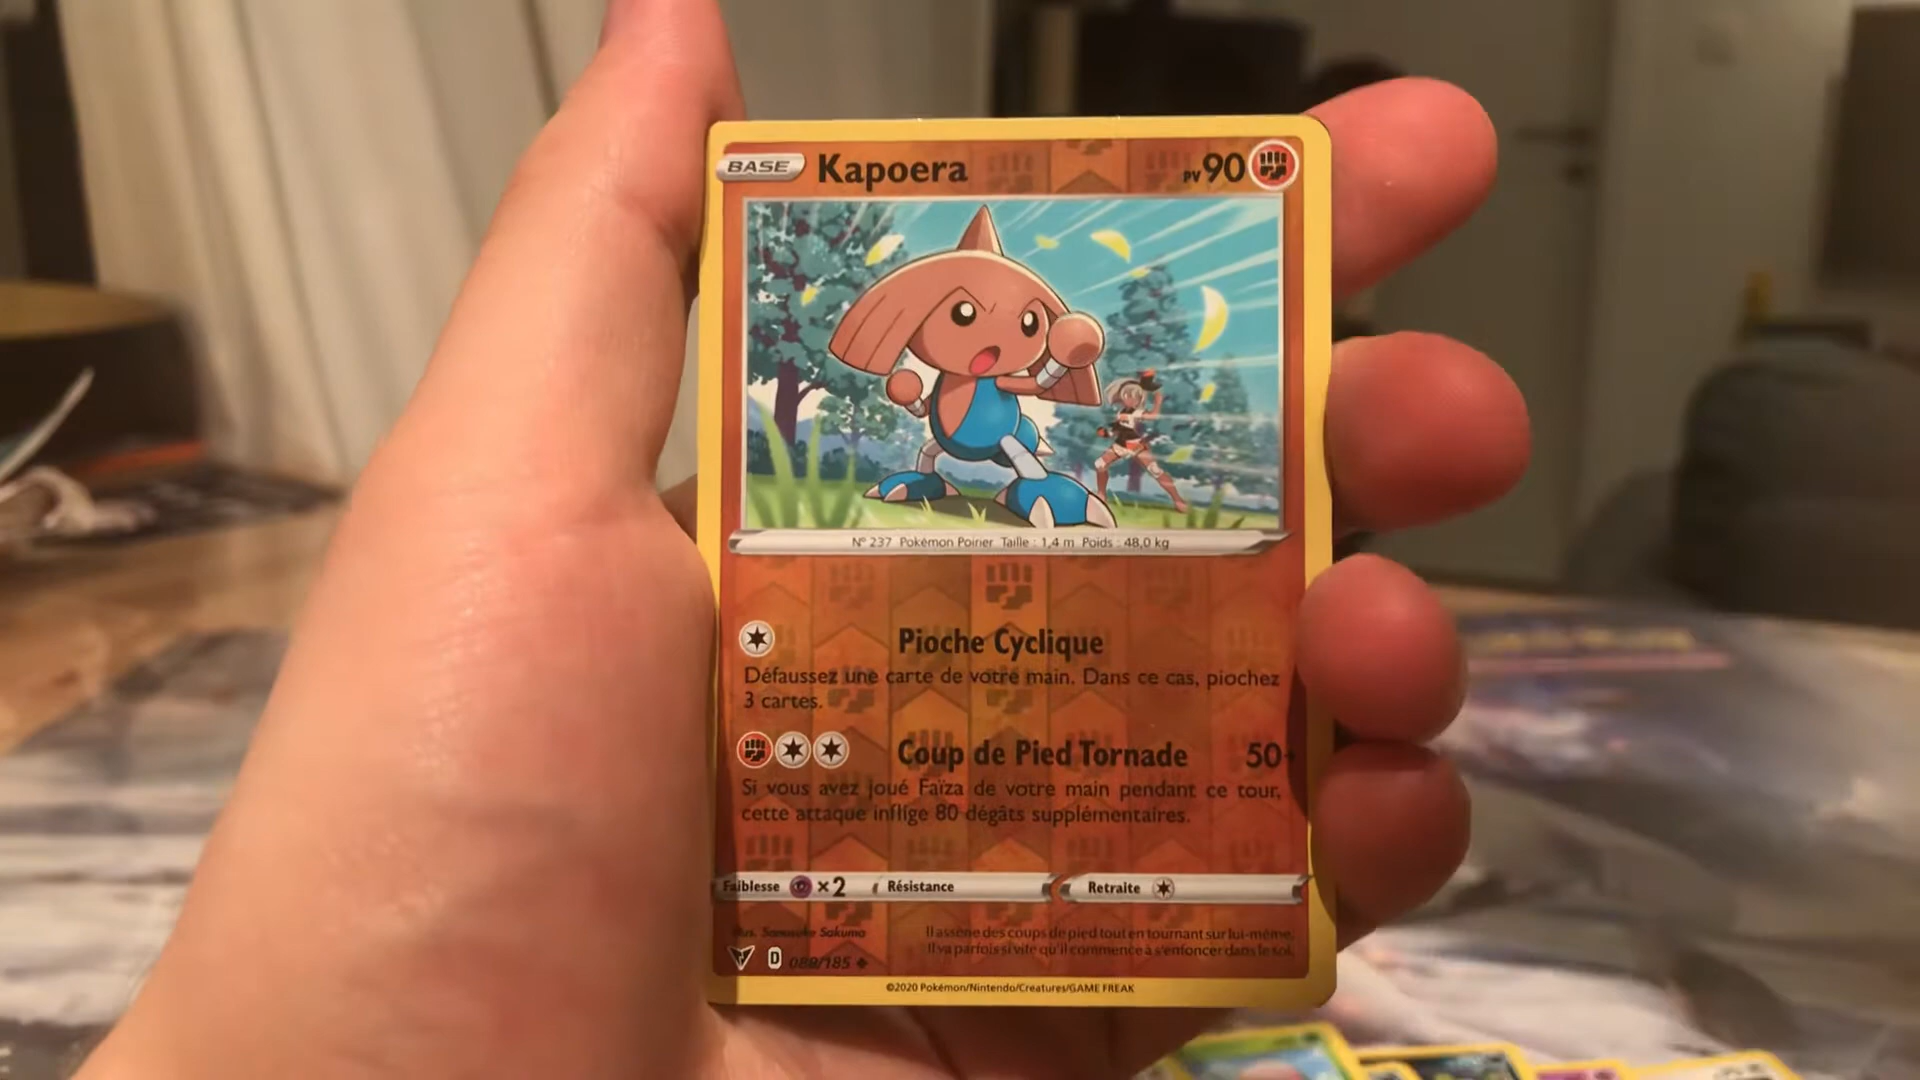 BASE Kapoera PV 90
N° 237 Pokémon Poirier Taille : 1,4 m Poids : 48,0 kg
Pioche Cyclique
Défaussez une carte de votre main. Dans ce cas, piochez
3 cartes.
Coup de Pied Tornade 50+
Si vous avez joué Faïza de votre main pendant ce tour,
cette attaque inflige 80 dégâts supplémentaires.
Faiblesse ×2 Résistance Retraite
Illus. Sanosuke Sakuma
Il assène des coups de pied tout en tournant sur lui-même.
Il va parfois si vite qu'il commence à s'enfoncer dans le sol.
D /185
©2020 Pokémon/Nintendo/Creatures/GAME FREAK